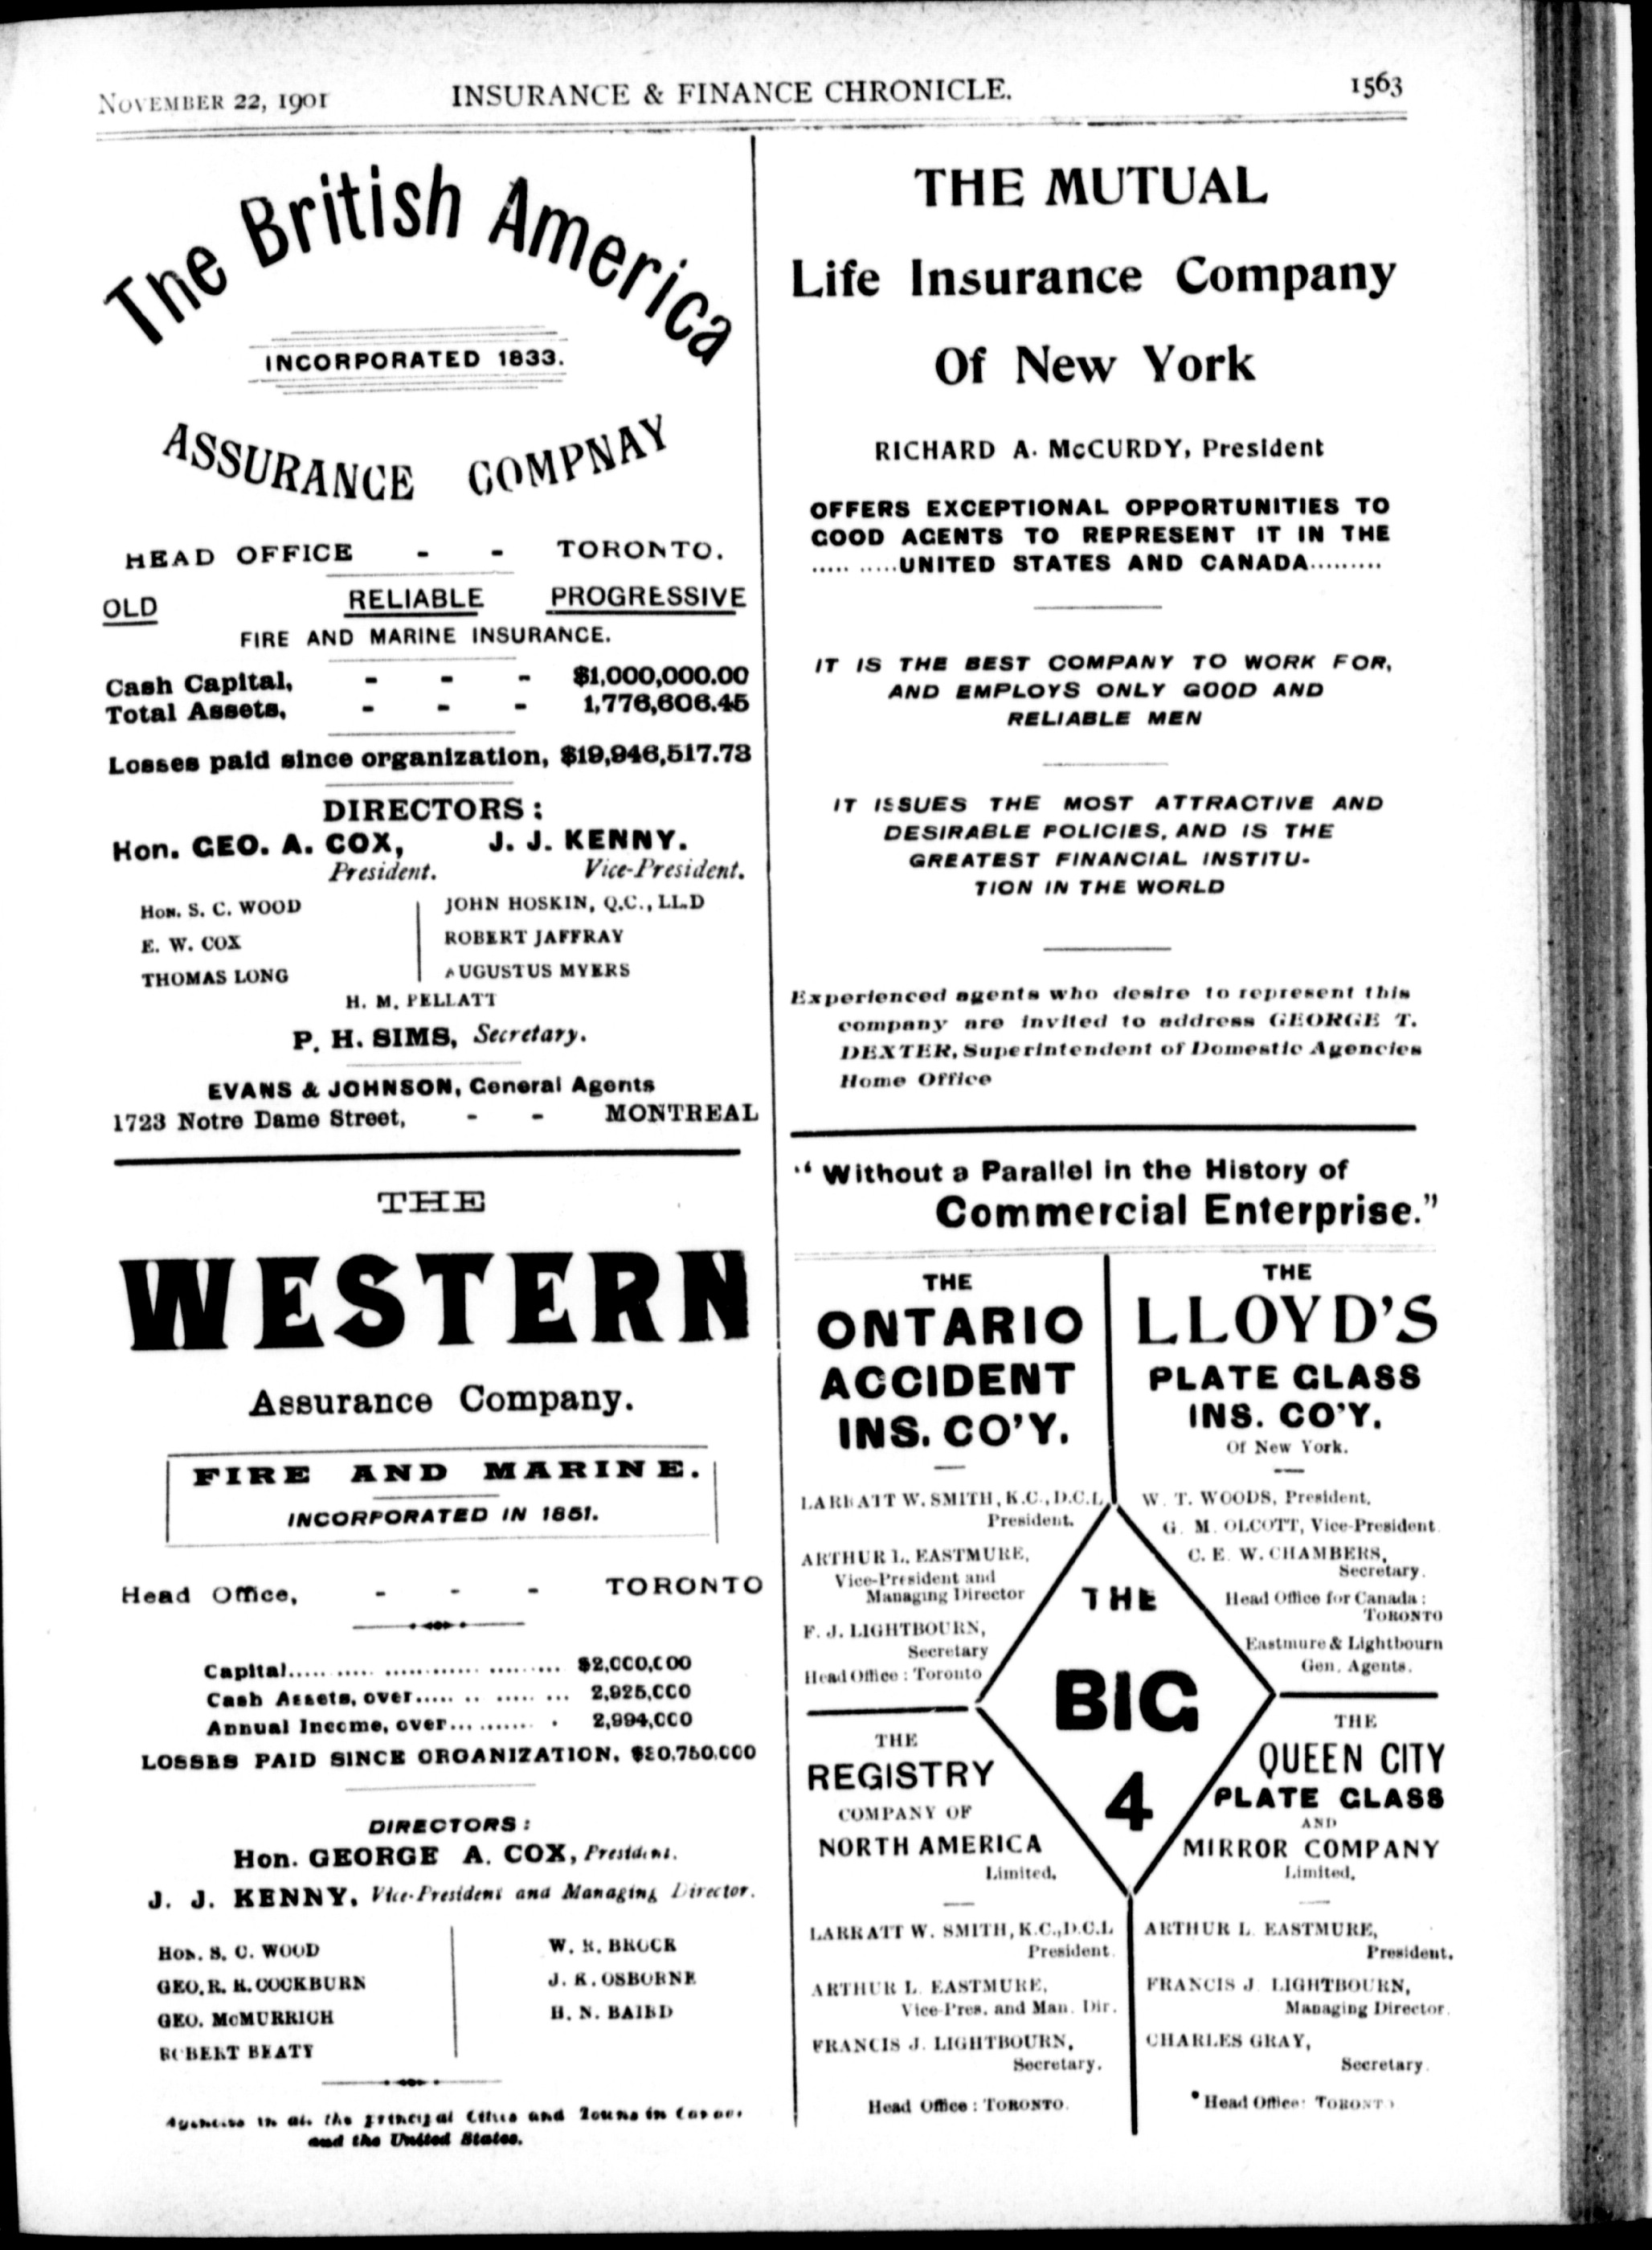 NOVEMBER 22, 1901 INSURANCE & FINANCE CHRONICLE. 1563
The British America
INCORPORATED 1833.
ASSURANCE COMPNAY
HEAD OFFICE - - TORONTO.
OLD RELIABLE PROGRESSIVE
FIRE AND MARINE INSURANCE.
Cash Capital, - - - $1,000,000.00
Total Assets, - - - 1,776,606.45
Losses paid since organization, $19,946,517.73
DIRECTORS :
Hon. GEO. A. COX, J. J. KENNY.
President. Vice-President.
Hon. S. C. WOOD JOHN HOSKIN, Q.C., LL.D
E. W. COX ROBERT JAFFRAY
THOMAS LONG AUGUSTUS MYERS
H. M. PELLATT
P. H. SIMS, Secretary.
EVANS & JOHNSON, General Agents
1723 Notre Dame Street, - - MONTREAL
THE
WESTERN
Assurance Company.
FIRE AND MARINE.
INCORPORATED IN 1851.
Head Office, - - - TORONTO
Capital..... ..... ............. ......... ... $2,000,000
Cash Assets, over..... .. ..... ... 2,925,000
Annual Income, over... ........ . 2,994,000
LOSSES PAID SINCE ORGANIZATION,
DIRECTORS :
Hon. GEORGE A. COX, President.
J. J. KENNY, Vice-President and Managing Director.
Hon. S. C. WOOD W. R. BROCK
GEO. R. R. COCKBURN J. K. OSBORNE
GEO. McMURRICH H. N. BAIRD
ROBERT BEATY
Agencies in all the principal Cities and Towns in Canada
and the United States.
THE MUTUAL
Life Insurance Company
Of New York
RICHARD A. McCURDY, President
OFFERS EXCEPTIONAL OPPORTUNITIES TO
GOOD AGENTS TO REPRESENT IT IN THE
..... .....UNITED STATES AND CANADA.........
IT IS THE BEST COMPANY TO WORK FOR,
AND EMPLOYS ONLY GOOD AND
RELIABLE MEN
IT ISSUES THE MOST ATTRACTIVE AND
DESIRABLE POLICIES, AND IS THE
GREATEST FINANCIAL INSTITU-
TION IN THE WORLD
Experienced agents who desire to represent this
company are invited to address GEORGE T.
DEXTER, Superintendent of Domestic Agencies
Home Office
"Without a Parallel in the History of
Commercial Enterprise."
THE
ONTARIO
ACCIDENT
INS. CO'Y.
LARRATT W. SMITH, K.C., D.C.L.
President.
ARTHUR L. EASTMURE,
Vice-President and
Managing Director
F. J. LIGHTBOURN,
Secretary
Head Office : Toronto
THE
LLOYD'S
PLATE GLASS
INS. CO'Y.
Of New York.
W. T. WOODS, President,
G. M. OLCOTT, Vice-President
C. E. W. CHAMBERS,
Secretary.
Head Office for Canada :
TORONTO
Eastmure & Lightbourn
Gen. Agents.
THE
BIG
4
THE
REGISTRY
COMPANY OF
NORTH AMERICA
Limited,
LARRATT W. SMITH, K.C., D.C.L
President.
ARTHUR L. EASTMURE,
Vice-Pres. and Man. Dir.
FRANCIS J. LIGHTBOURN,
Secretary.
Head Office : TORONTO.
THE
QUEEN CITY
PLATE GLASS
AND
MIRROR COMPANY
Limited,
ARTHUR L. EASTMURE,
President.
FRANCIS J. LIGHTBOURN,
Managing Director.
CHARLES GRAY,
Secretary.
Head Office: TORONTO